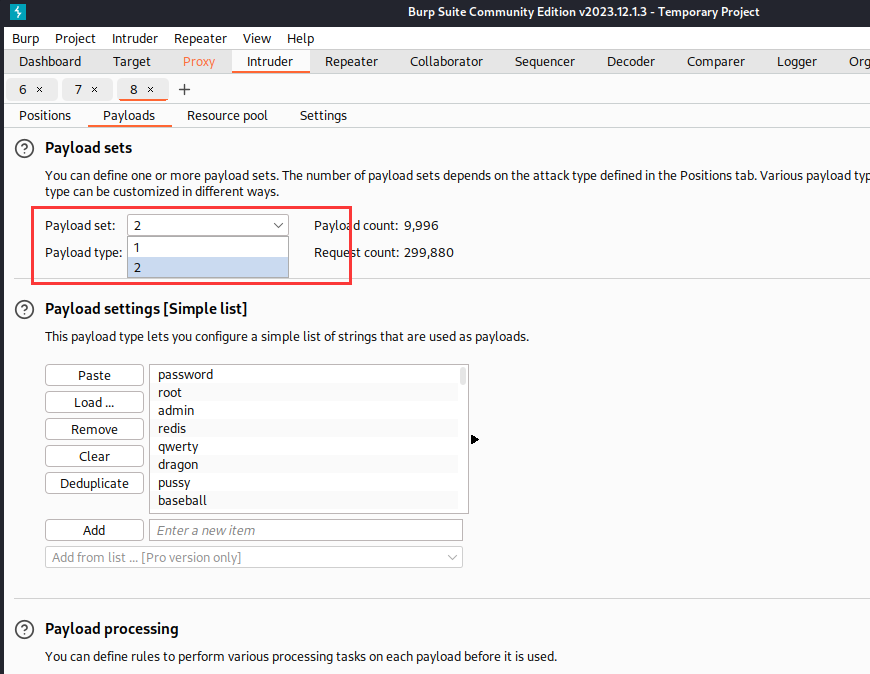 Burp Suite Community Edition v2023.12.1.3 - Temporary Project
Burp Project Intruder Repeater View Help
Dashboard Target Proxy Intruder Repeater Collaborator Sequencer Decoder Comparer Logger Org
6 × 7 × 8 × +
Positions Payloads Resource pool Settings
? Payload sets
You can define one or more payload sets. The number of payload sets depends on the attack type defined in the Positions tab. Various payload typ
type can be customized in different ways.
Payload set: 2 Payload count: 9,996
1
Payload type: Request count: 299,880
2
? Payload settings [Simple list]
This payload type lets you configure a simple list of strings that are used as payloads.
Paste password
root
Load ... admin
Remove redis
qwerty
Clear dragon
Deduplicate pussy
baseball
Add Enter a new item
Add from list ... [Pro version only]
? Payload processing
You can define rules to perform various processing tasks on each payload before it is used.